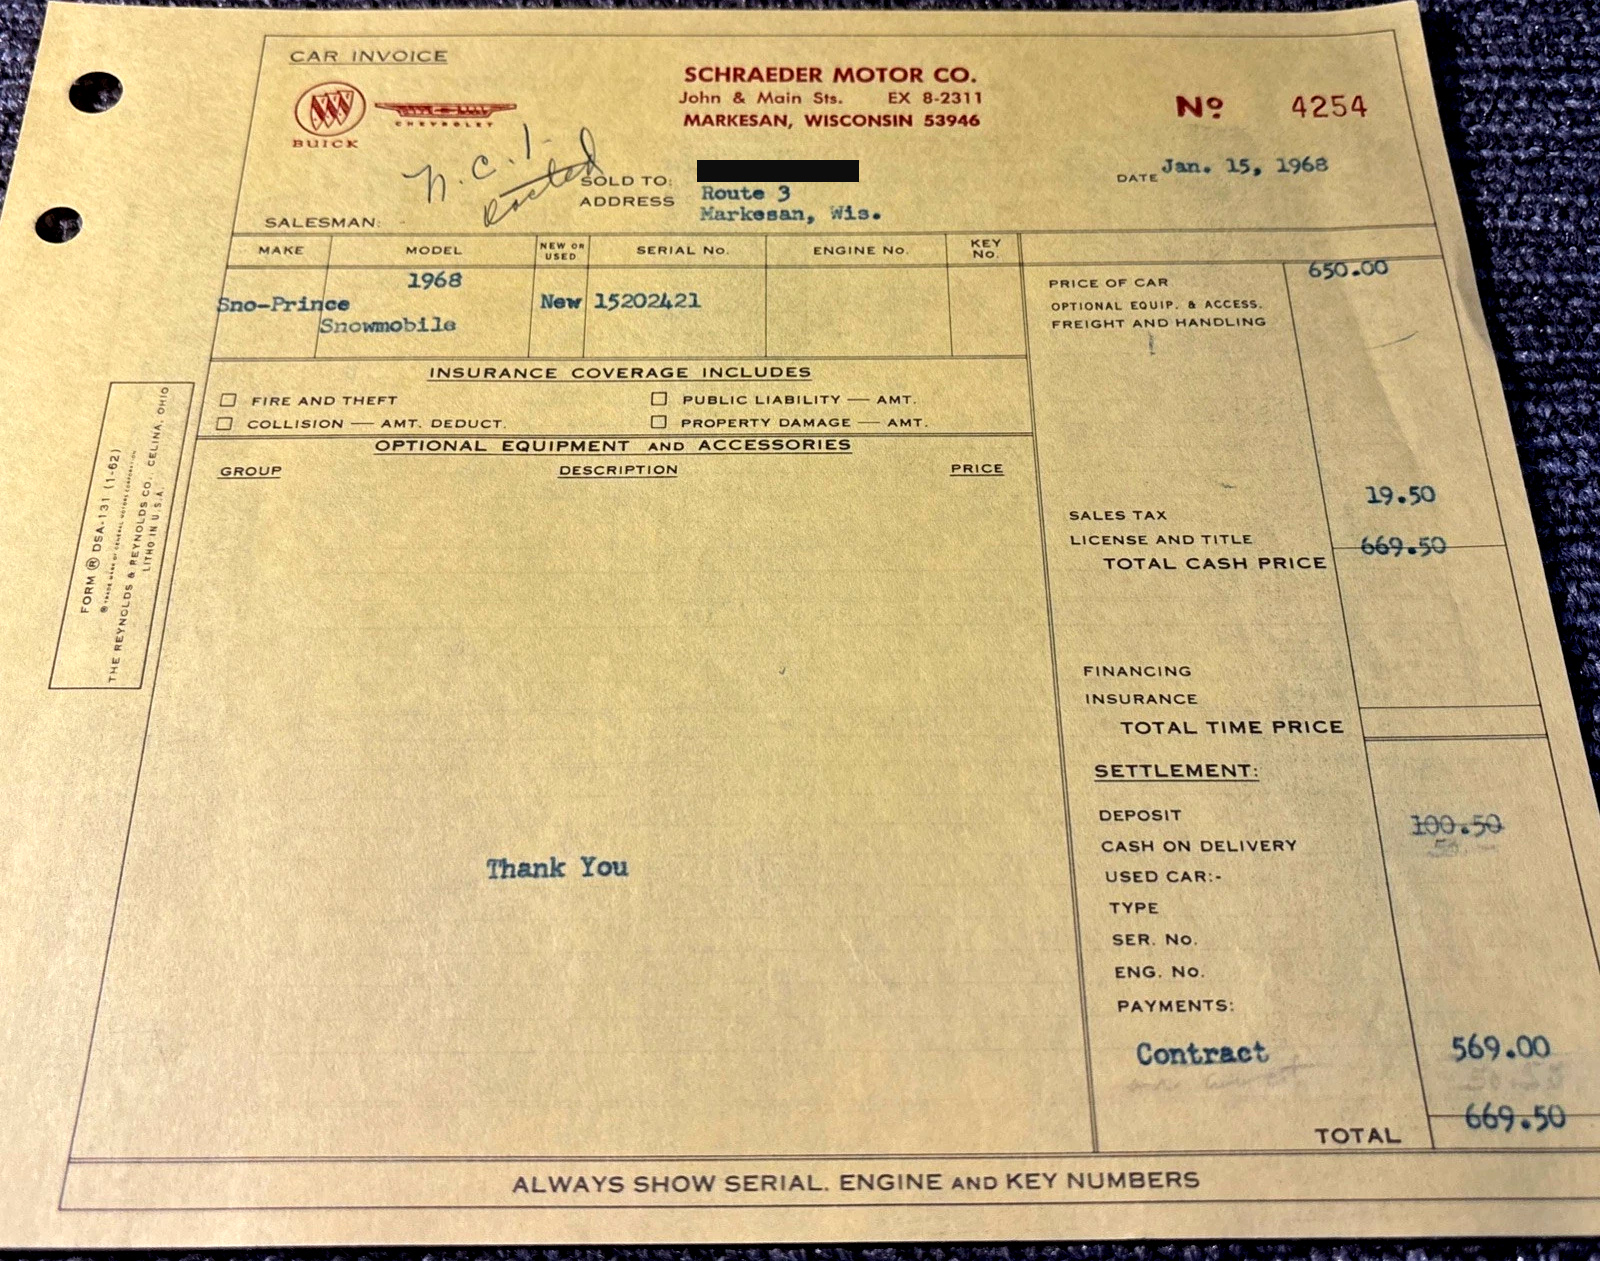 CAR INVOICE
BUICK
CHEVROLET
SCHRAEDER MOTOR CO.
John & Main Sts. EX 8-2311
MARKESAN, WISCONSIN 53946
No 4254
n.c.1.
Posted
SOLD TO:
ADDRESS Route 3
Markesan, Wis.
DATE Jan. 15, 1968
SALESMAN:
MAKE MODEL NEW OR USED SERIAL No. ENGINE No. KEY No.
1968
Sno-Prince New 15202421
Snowmobile
PRICE OF CAR 650.00
OPTIONAL EQUIP. & ACCESS.
FREIGHT AND HANDLING
INSURANCE COVERAGE INCLUDES
FIRE AND THEFT PUBLIC LIABILITY — AMT.
COLLISION — AMT. DEDUCT. PROPERTY DAMAGE — AMT.
OPTIONAL EQUIPMENT AND ACCESSORIES
GROUP DESCRIPTION PRICE
SALES TAX 19.50
LICENSE AND TITLE
TOTAL CASH PRICE 669.50
FINANCING
INSURANCE
TOTAL TIME PRICE
SETTLEMENT:
DEPOSIT 100.50
CASH ON DELIVERY
USED CAR:-
TYPE
SER. No.
ENG. No.
PAYMENTS:
Contract 569.00
TOTAL 669.50
Thank You
ALWAYS SHOW SERIAL. ENGINE AND KEY NUMBERS
FORM ® DSA-131 (1-62)
THE REYNOLDS & REYNOLDS CO., CELINA, OHIO
LITHO IN U.S.A.